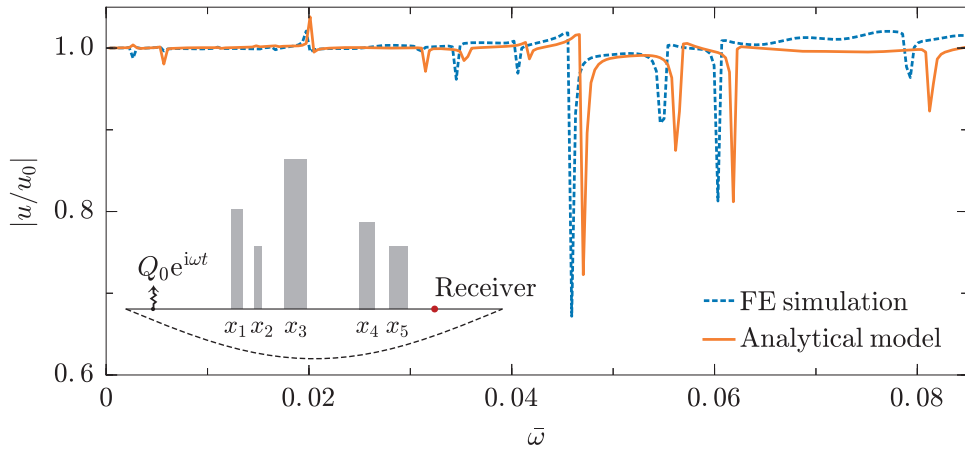 |u/u₀|
1.0
0.8
0.6
Q₀e^{iωt}
Receiver
x₁ x₂ x₃ x₄ x₅
FE simulation
Analytical model
0 0.02 0.04 0.06 0.08
ω̄